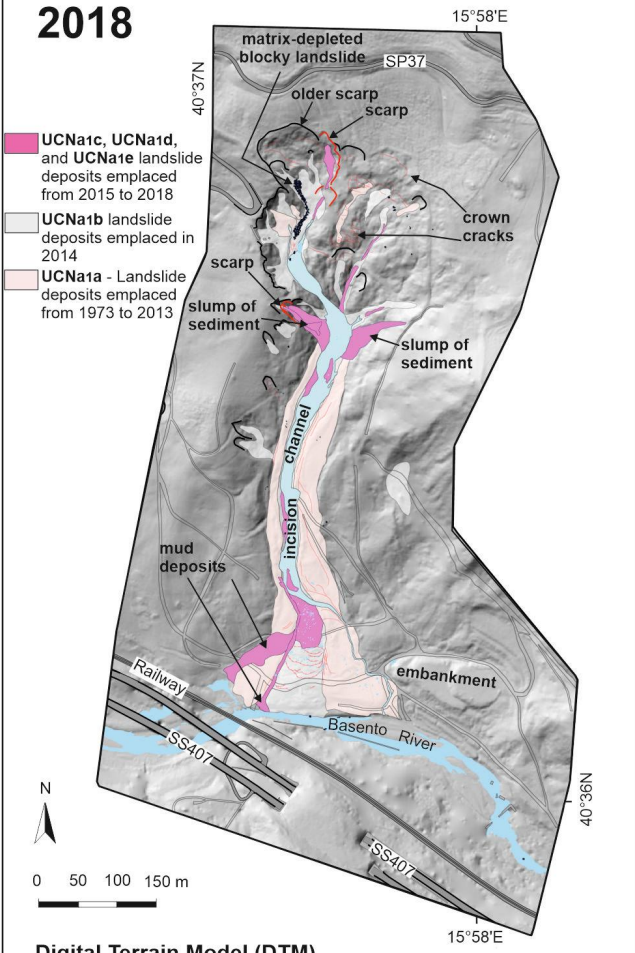 2018
15°58'E
matrix-depleted
blocky landslide
SP37
40°37N
older scarp
scarp
UCNa1c, UCNa1d,
and UCNa1e landslide
deposits emplaced
from 2015 to 2018
UCNa1b landslide
deposits emplaced in
2014
UCNa1a - Landslide
deposits emplaced
from 1973 to 2013
crown
cracks
scarp
slump of
sediment
slump of
sediment
channel
incision
mud
deposits
Railway
embankment
Basento River
SS407
SS407
40°36N
N
0 50 100 150 m
15°58'E
Digital Terrain Model (DTM)